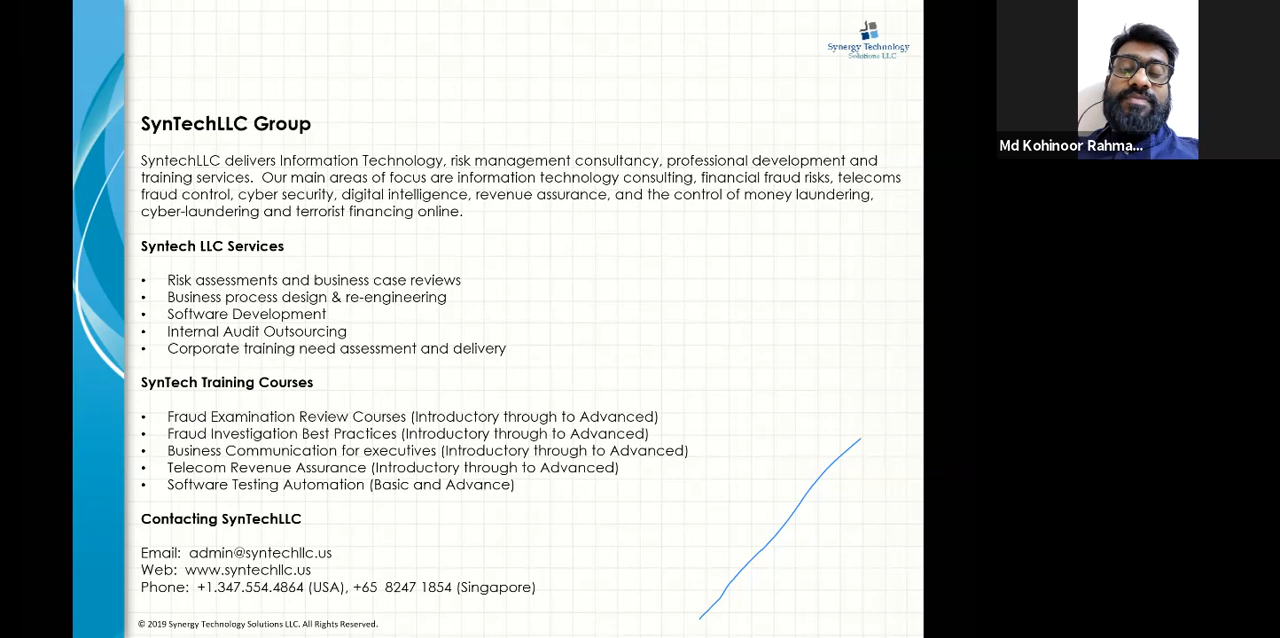 Synergy Technology
Solutions LLC
SynTechLLC Group
SyntechLLC delivers Information Technology, risk management consultancy, professional development and
training services.  Our main areas of focus are information technology consulting, financial fraud risks, telecoms
fraud control, cyber security, digital intelligence, revenue assurance, and the control of money laundering,
cyber-laundering and terrorist financing online.
Syntech LLC Services
• Risk assessments and business case reviews
• Business process design & re-engineering
• Software Development
• Internal Audit Outsourcing
• Corporate training need assessment and delivery
SynTech Training Courses
• Fraud Examination Review Courses (Introductory through to Advanced)
• Fraud Investigation Best Practices (Introductory through to Advanced)
• Business Communication for executives (Introductory through to Advanced)
• Telecom Revenue Assurance (Introductory through to Advanced)
• Software Testing Automation (Basic and Advance)
Contacting SynTechLLC
Email:  admin@syntechllc.us
Web:  www.syntechllc.us
Phone:  +1.347.554.4864 (USA), +65  8247 1854 (Singapore)
© 2019 Synergy Technology Solutions LLC. All Rights Reserved.
Md Kohinoor Rahma...